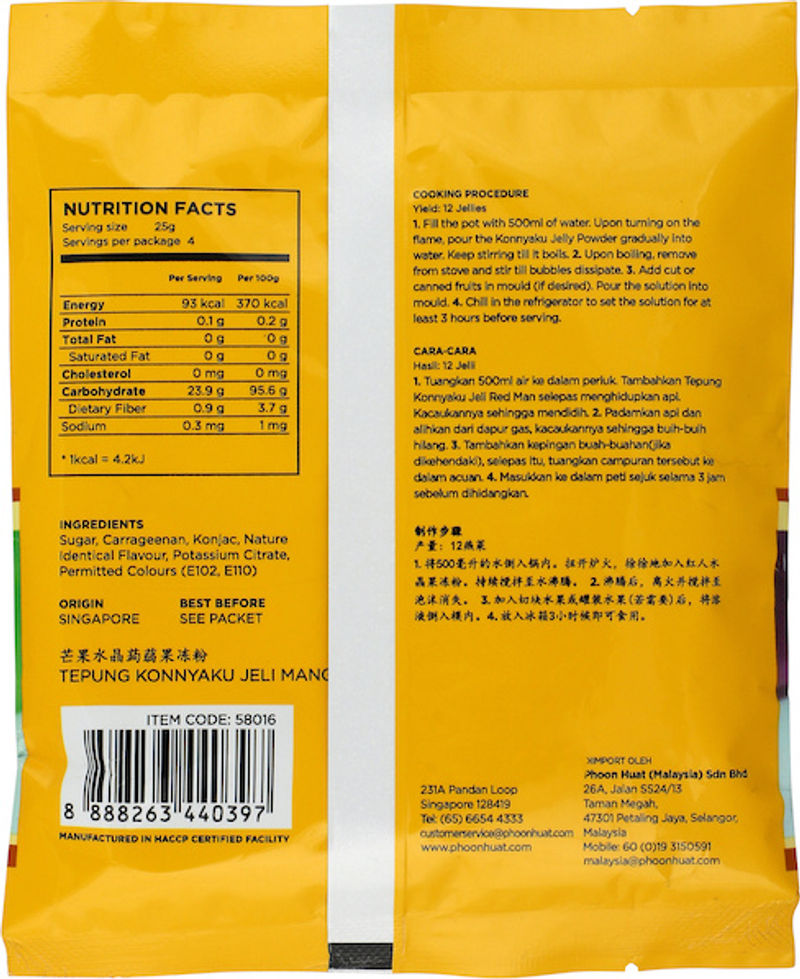 NUTRITION FACTS
Serving size 25g
Servings per package 4
Per Serving Per 100g
Energy 93 kcal 370 kcal
Protein 0.1 g 0.2 g
Total Fat 0 g 0 g
Saturated Fat 0 g 0 g
Cholesterol 0 mg 0 mg
Carbohydrate 23.9 g 95.6 g
Dietary Fiber 0.9 g 3.7 g
Sodium 0.3 mg 1 mg
* 1kcal = 4.2kJ
INGREDIENTS
Sugar, Carrageenan, Konjac, Nature
Identical Flavour, Potassium Citrate,
Permitted Colours (E102, E110)
ORIGIN BEST BEFORE
SINGAPORE SEE PACKET
芒果水晶蒟蒻果冻粉
TEPUNG KONNYAKU JELI MANG
ITEM CODE: 58016
8 888263 440397
MANUFACTURED IN HACCP CERTIFIED FACILITY
COOKING PROCEDURE
Yield: 12 Jellies
1. Fill the pot with 500ml of water. Upon turning on the
flame, pour the Konnyaku Jelly Powder gradually into
water. Keep stirring till it boils. 2. Upon boiling, remove
from stove and stir till bubbles dissipate. 3. Add cut or
canned fruits in mould (if desired). Pour the solution into
mould. 4. Chill in the refrigerator to set the solution for at
least 3 hours before serving.
CARA-CARA
Hasil: 12 Jelli
1. Tuangkan 500ml air ke dalam periuk. Tambahkan Tepung
Konnyaku Jeli Red Man selepas menghidupkan api.
Kacaukannya sehingga mendidih. 2. Padamkan api dan
alihkan dari dapur gas, kacaukannya sehingga buih-buih
hilang. 3. Tambahkan kepingan buah-buahan(jika
dikehendaki), selepas itu, tuangkan campuran tersebut ke
dalam acuan. 4. Masukkan ke dalam peti sejuk selama 3 jam
sebelum dihidangkan.
制作步骤
产量: 12燕菜
1. 将500毫升的水倒入锅内。扭开炉火，徐徐地加入红人水
晶果冻粉。持续搅拌至水沸腾。 2. 沸腾后，离火并搅拌至
泡沫消失。 3. 加入切块水果或罐装水果(若需要)后，将溶
液倒入模内。4. 放入冰箱3小时候即可食用。
231A Pandan Loop
Singapore 128419
Tel: (65) 6654 4333
customerservice@phoonhuat.com
www.phoonhuat.com
IMPORT OLEH
Phoon Huat (Malaysia) Sdn Bhd
26A, Jalan SS24/13
Taman Megah,
47301 Petaling Jaya, Selangor,
Malaysia
Mobile: 60 (0)19 3150591
malaysia@phoonhuat.com